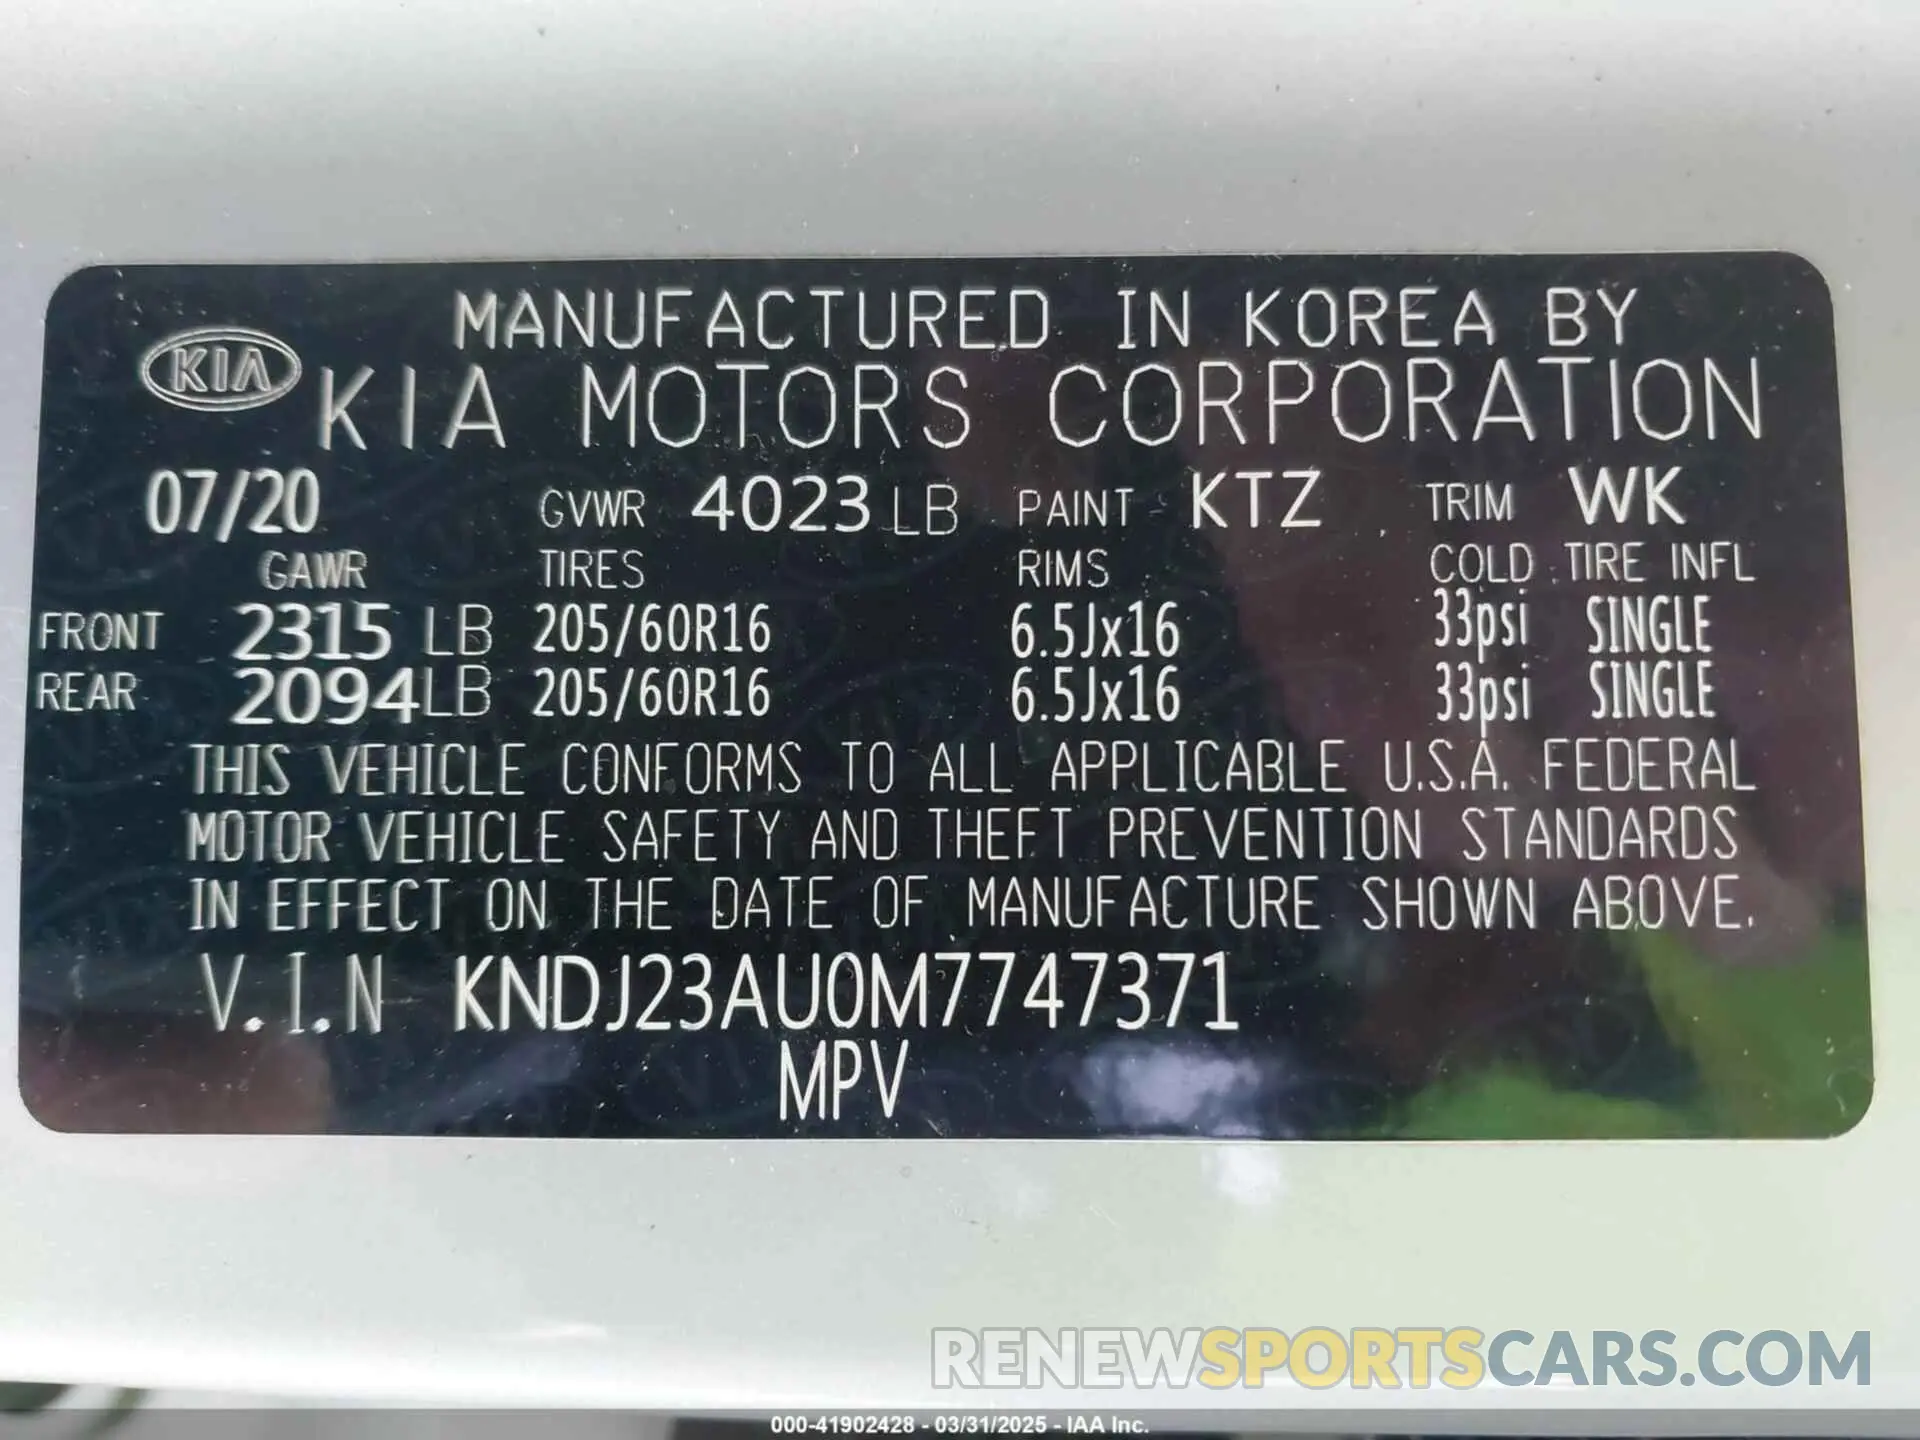 MANUFACTURED IN KOREA BY
KIA KIA MOTORS CORPORATION
07/20 GVWR 4023 LB PAINT KTZ TRIM WK
GAWR TIRES RIMS COLD TIRE INFL
FRONT 2315 LB 205/60R16 6.5Jx16 33psi SINGLE
REAR 2094 LB 205/60R16 6.5Jx16 33psi SINGLE
THIS VEHICLE CONFORMS TO ALL APPLICABLE U.S.A. FEDERAL
MOTOR VEHICLE SAFETY AND THEFT PREVENTION STANDARDS
IN EFFECT ON THE DATE OF MANUFACTURE SHOWN ABOVE.
V.I.N KNDJ23AU0M7747371
MPV
RENEWSPORTSCARS.COM
000-41902428 - 03/31/2025 - IAA Inc.